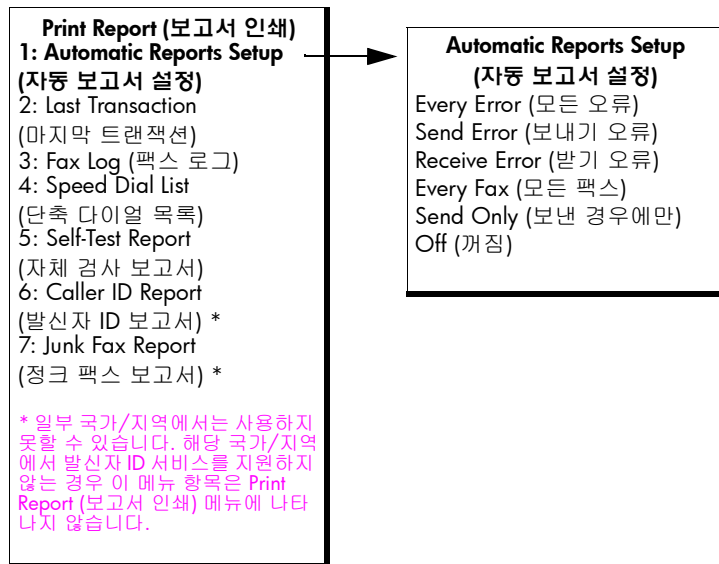 Print Report (보고서 인쇄)
1: Automatic Reports Setup
(자동 보고서 설정)
2: Last Transaction
(마지막 트랜잭션)
3: Fax Log (팩스 로그)
4: Speed Dial List
(단축 다이얼 목록)
5: Self-Test Report
(자체 검사 보고서)
6: Caller ID Report
(발신자 ID 보고서) *
7: Junk Fax Report
(정크 팩스 보고서) *
* 일부 국가/지역에서는 사용하지
못할 수 있습니다. 해당 국가/지역
에서 발신자 ID 서비스를 지원하지
않는 경우 이 메뉴 항목은 Print
Report (보고서 인쇄) 메뉴에 나타
나지 않습니다.
Automatic Reports Setup
(자동 보고서 설정)
Every Error (모든 오류)
Send Error (보내기 오류)
Receive Error (받기 오류)
Every Fax (모든 팩스)
Send Only (보낸 경우에만)
Off (꺼짐)